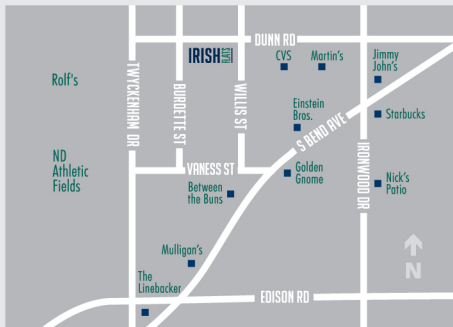 DUNN RD
IRISH FLATS
CVS
Martin's
Jimmy
John's
Rolf's
TWYCKENHAM DR
BURDETTE ST
WILLIS ST
Einstein
Bros.
Starbucks
S BEND AVE
IRONWOOD DR
ND
Athletic
Fields
VANESS ST
Golden
Gnome
Between
the Buns
Nick's
Patio
Mulligan's
The
Linebacker
EDISON RD
N